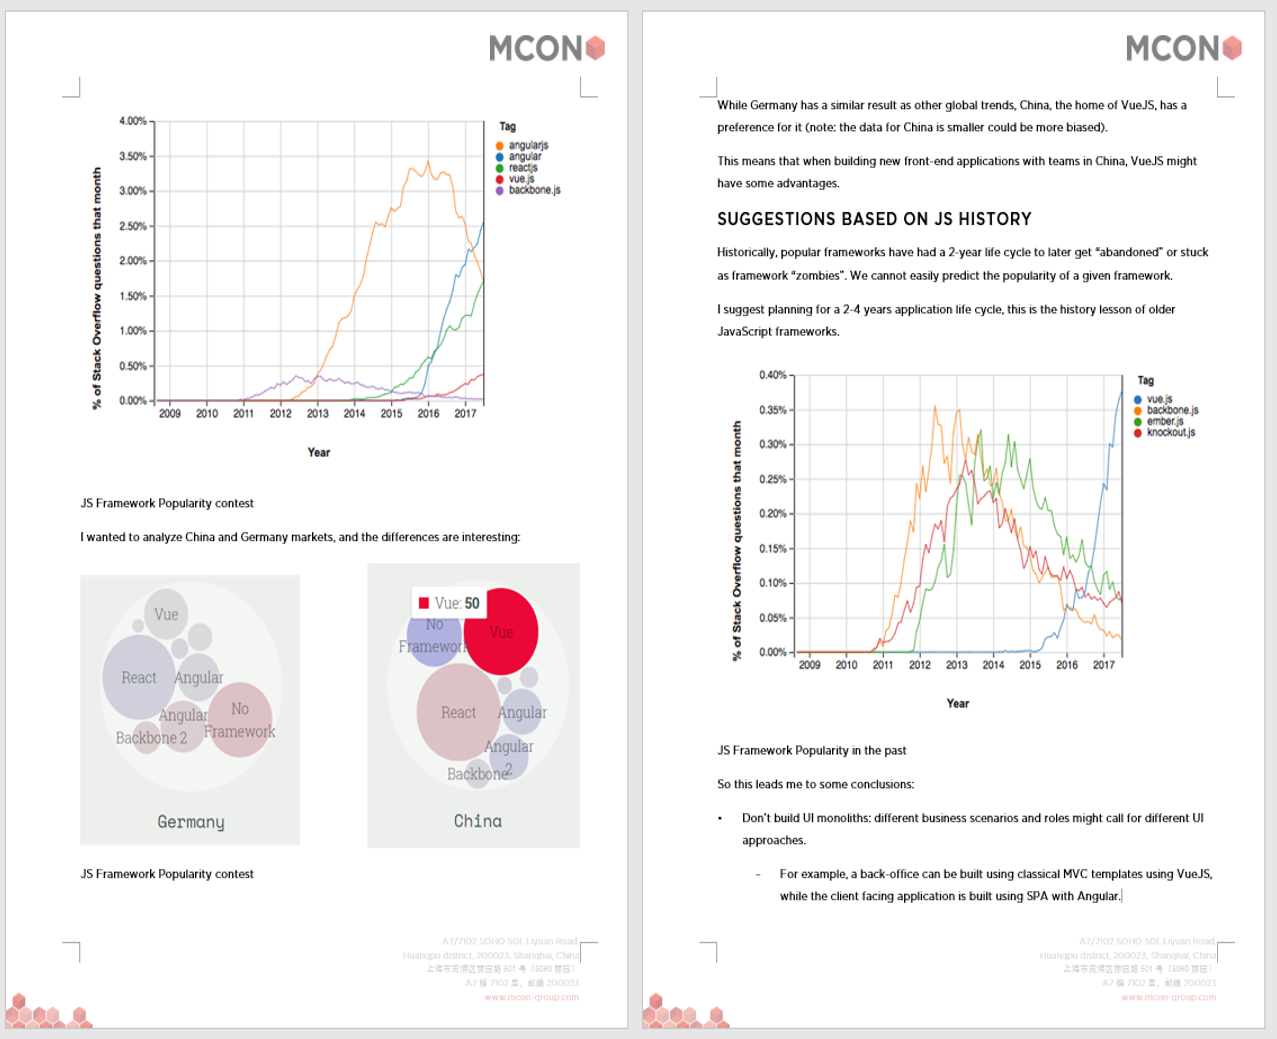 MCON
4.00%
3.50%
3.00%
2.50%
2.00%
1.50%
1.00%
0.50%
0.00%
% of Stack Overflow questions that month
2009 2010 2011 2012 2013 2014 2015 2016 2017
Year
Tag
angularjs
angular
reactjs
vue.js
backbone.js
JS Framework Popularity contest
I wanted to analyze China and Germany markets, and the differences are interesting:
Vue
React
Angular
No
Framework
Angular
2
Backbone
Germany
Vue: 50
No
Framework
Vue
React
Angular
Angular
2
Backbone
China
JS Framework Popularity contest
A7/7102 SOHO 501. Liyuan Road,
Huangpu district, 200023, Shanghai, China
上海市黄埔区丽园路 501 号（SOHO 丽园）
A7 幢 7102 室，邮编 200023
www.mcon-group.com
MCON
While Germany has a similar result as other global trends, China, the home of VueJS, has a
preference for it (note: the data for China is smaller could be more biased).
This means that when building new front-end applications with teams in China, VueJS might
have some advantages.
SUGGESTIONS BASED ON JS HISTORY
Historically, popular frameworks have had a 2-year life cycle to later get “abandoned” or stuck
as framework “zombies”. We cannot easily predict the popularity of a given framework.
I suggest planning for a 2-4 years application life cycle, this is the history lesson of older
JavaScript frameworks.
0.40%
0.35%
0.30%
0.25%
0.20%
0.15%
0.10%
0.05%
0.00%
% of Stack Overflow questions that month
2009 2010 2011 2012 2013 2014 2015 2016 2017
Year
Tag
vue.js
backbone.js
ember.js
knockout.js
JS Framework Popularity in the past
So this leads me to some conclusions:
• Don't build UI monoliths: different business scenarios and roles might call for different UI
approaches.
– For example, a back-office can be built using classical MVC templates using VueJS,
while the client facing application is built using SPA with Angular.
A7/7102 SOHO 501. Liyuan Road,
Huangpu district, 200023, Shanghai, China
上海市黄埔区丽园路 501 号（SOHO 丽园）
A7 幢 7102 室，邮编 200023
www.mcon-group.com